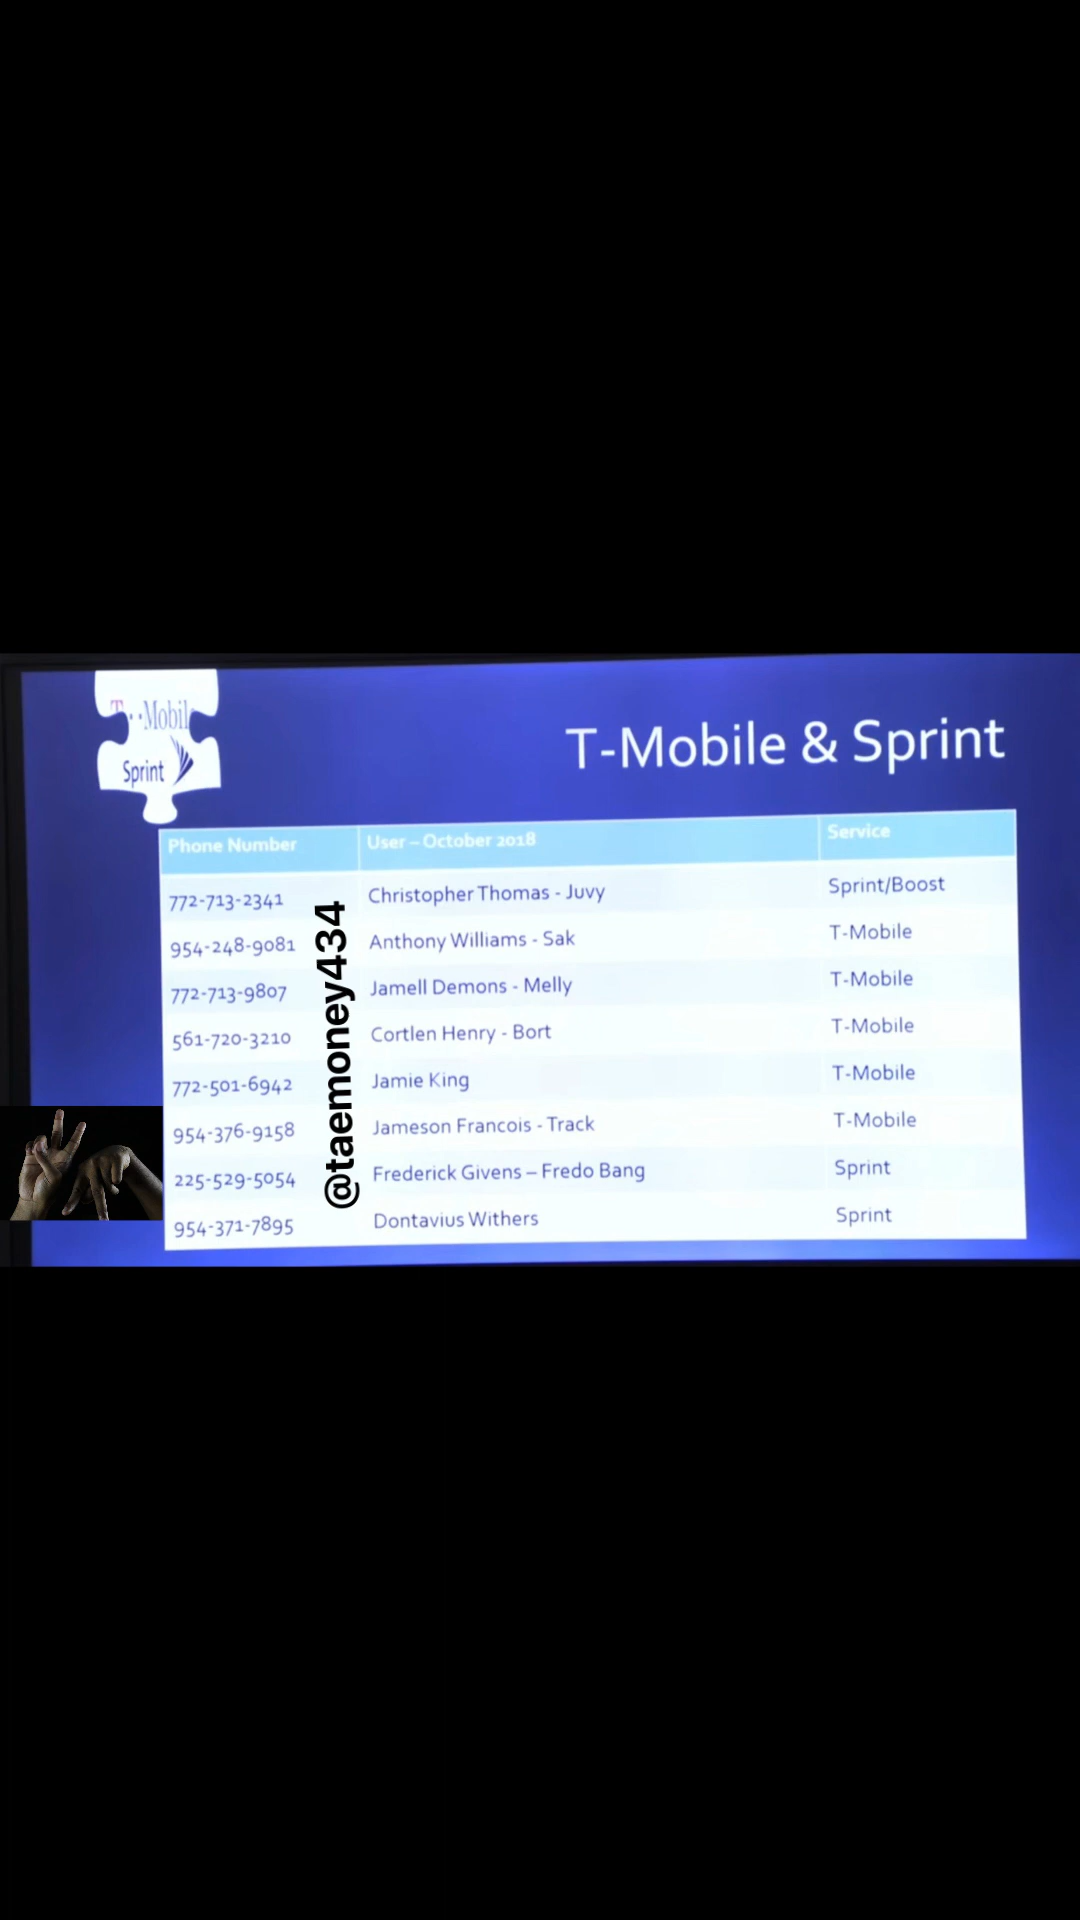 T-Mobile
Sprint
T-Mobile & Sprint
Phone Number User – October 2018 Service
772-713-2341 Christopher Thomas - Juvy Sprint/Boost
954-248-9081 Anthony Williams - Sak T-Mobile
772-713-9807 Jamell Demons - Melly T-Mobile
561-720-3210 Cortlen Henry - Bort T-Mobile
772-501-6942 Jamie King T-Mobile
954-376-9158 Jameson Francois - Track T-Mobile
225-529-5054 Frederick Givens – Fredo Bang Sprint
954-371-7895 Dontavius Withers Sprint
@taemoney434